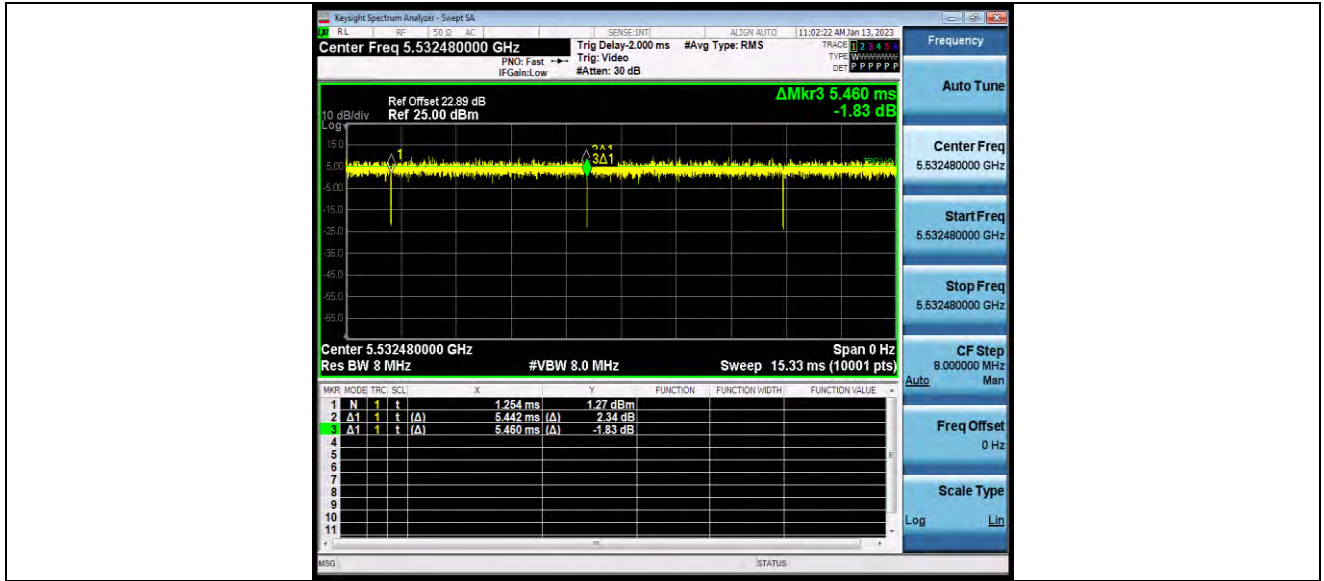 Keysight Spectrum Analyzer - Swept SA
RL RF 50 Ω AC SENSE:INT ALIGN AUTO 11:02:22 AM Jan 13, 2023
Center Freq 5.532480000 GHz
PNO: Fast
IFGain:Low
Trig Delay-2.000 ms
Trig: Video
#Atten: 30 dB
#Avg Type: RMS
TRACE 1 2 3 4 5 6
TYPE WWWWWW
DET P P P P P P
Frequency
ΔMkr3 5.460 ms
-1.83 dB
Ref Offset 22.89 dB
10 dB/div Ref 25.00 dBm
Log
15.0
5.00
-5.00
-15.0
-25.0
-35.0
-45.0
-55.0
-65.0
1
2Δ1
3Δ1
Center 5.532480000 GHz Span 0 Hz
Res BW 8 MHz #VBW 8.0 MHz Sweep 15.33 ms (10001 pts)
MKR MODE TRC SCL X Y FUNCTION FUNCTION WIDTH FUNCTION VALUE
1 N 1 t 1.254 ms 1.27 dBm
2 Δ1 1 t (Δ) 5.442 ms (Δ) 2.34 dB
3 Δ1 1 t (Δ) 5.460 ms (Δ) -1.83 dB
4
5
6
7
8
9
10
11
MSG STATUS
Auto Tune
Center Freq
5.532480000 GHz
Start Freq
5.532480000 GHz
Stop Freq
5.532480000 GHz
CF Step
8.000000 MHz
Auto Man
Freq Offset
0 Hz
Scale Type
Log Lin